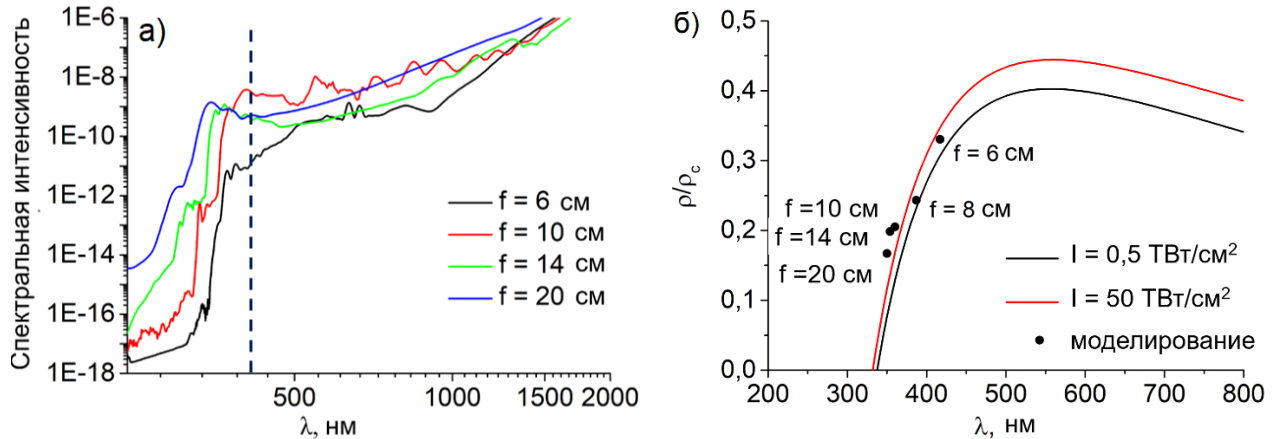 а)
Спектральная интенсивность
1E-6
1E-8
1E-10
1E-12
1E-14
1E-16
1E-18
f = 6 см
f = 10 см
f = 14 см
f = 20 см
500
1000
1500
2000
λ, нм
б)
ρ/ρc
0,5
0,4
0,3
0,2
0,1
0,0
f = 6 см
f = 8 см
f =10 см
f =14 см
f=20 см
I = 0,5 ТВт/см²
I = 50 ТВт/см²
моделирование
200
300
400
500
600
700
800
λ, нм